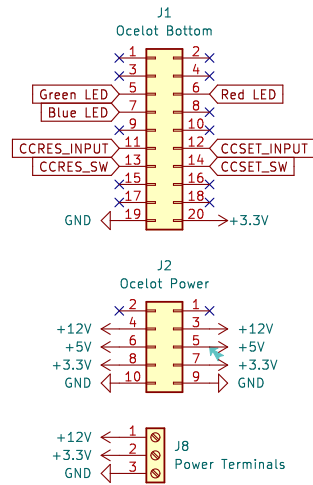 J1
Ocelot Bottom
1 2
3 4
Green LED 5 6 Red LED
Blue LED 7 8
9 10
CCRES_INPUT 11 12 CCSET_INPUT
CCRES_SW 13 14 CCSET_SW
15 16
17 18
GND 19 20 +3.3V
J2
Ocelot Power
2 1
+12V 4 3 +12V
+5V 6 5 +5V
+3.3V 8 7 +3.3V
GND 10 9 GND
+12V 1
J8
+3.3V 2
Power Terminals
GND 3